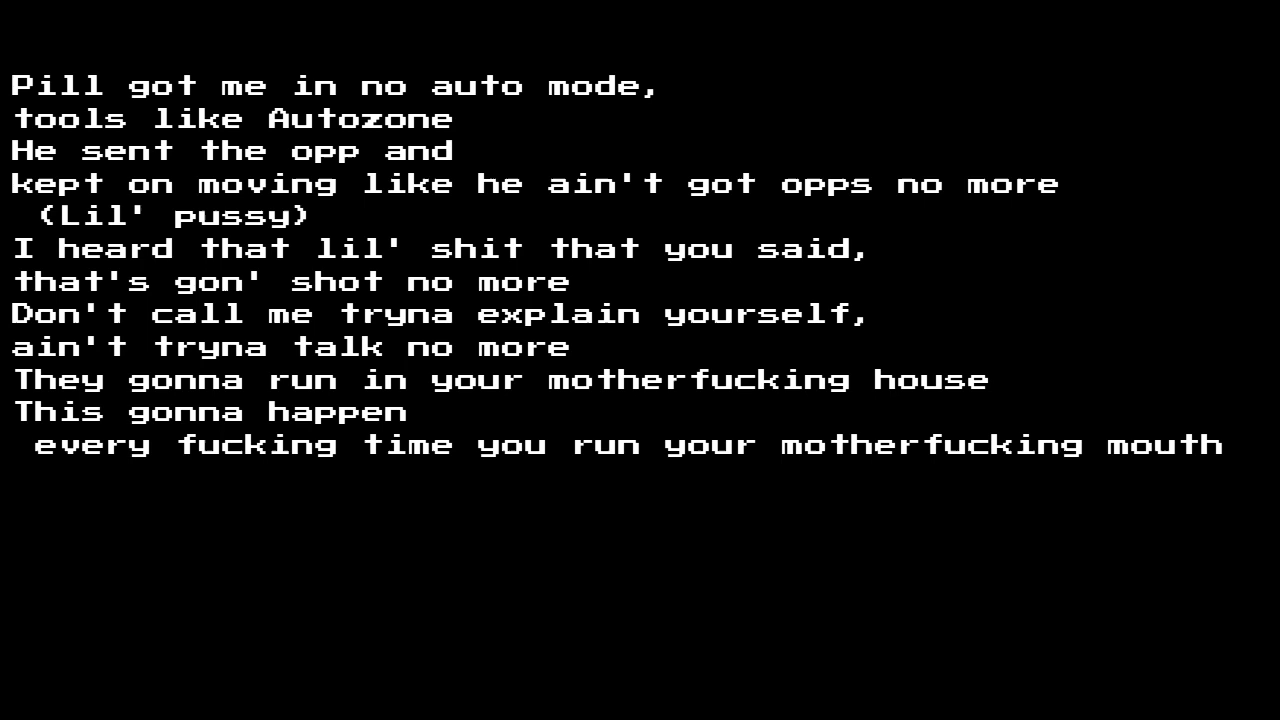 Pill got me in no auto mode,
tools like Autozone
He sent the opp and
kept on moving like he ain't got opps no more
(Lil' pussy)
I heard that lil' shit that you said,
that's gon' shot no more
Don't call me tryna explain yourself,
ain't tryna talk no more
They gonna run in your motherfucking house
This gonna happen
every fucking time you run your motherfucking mouth